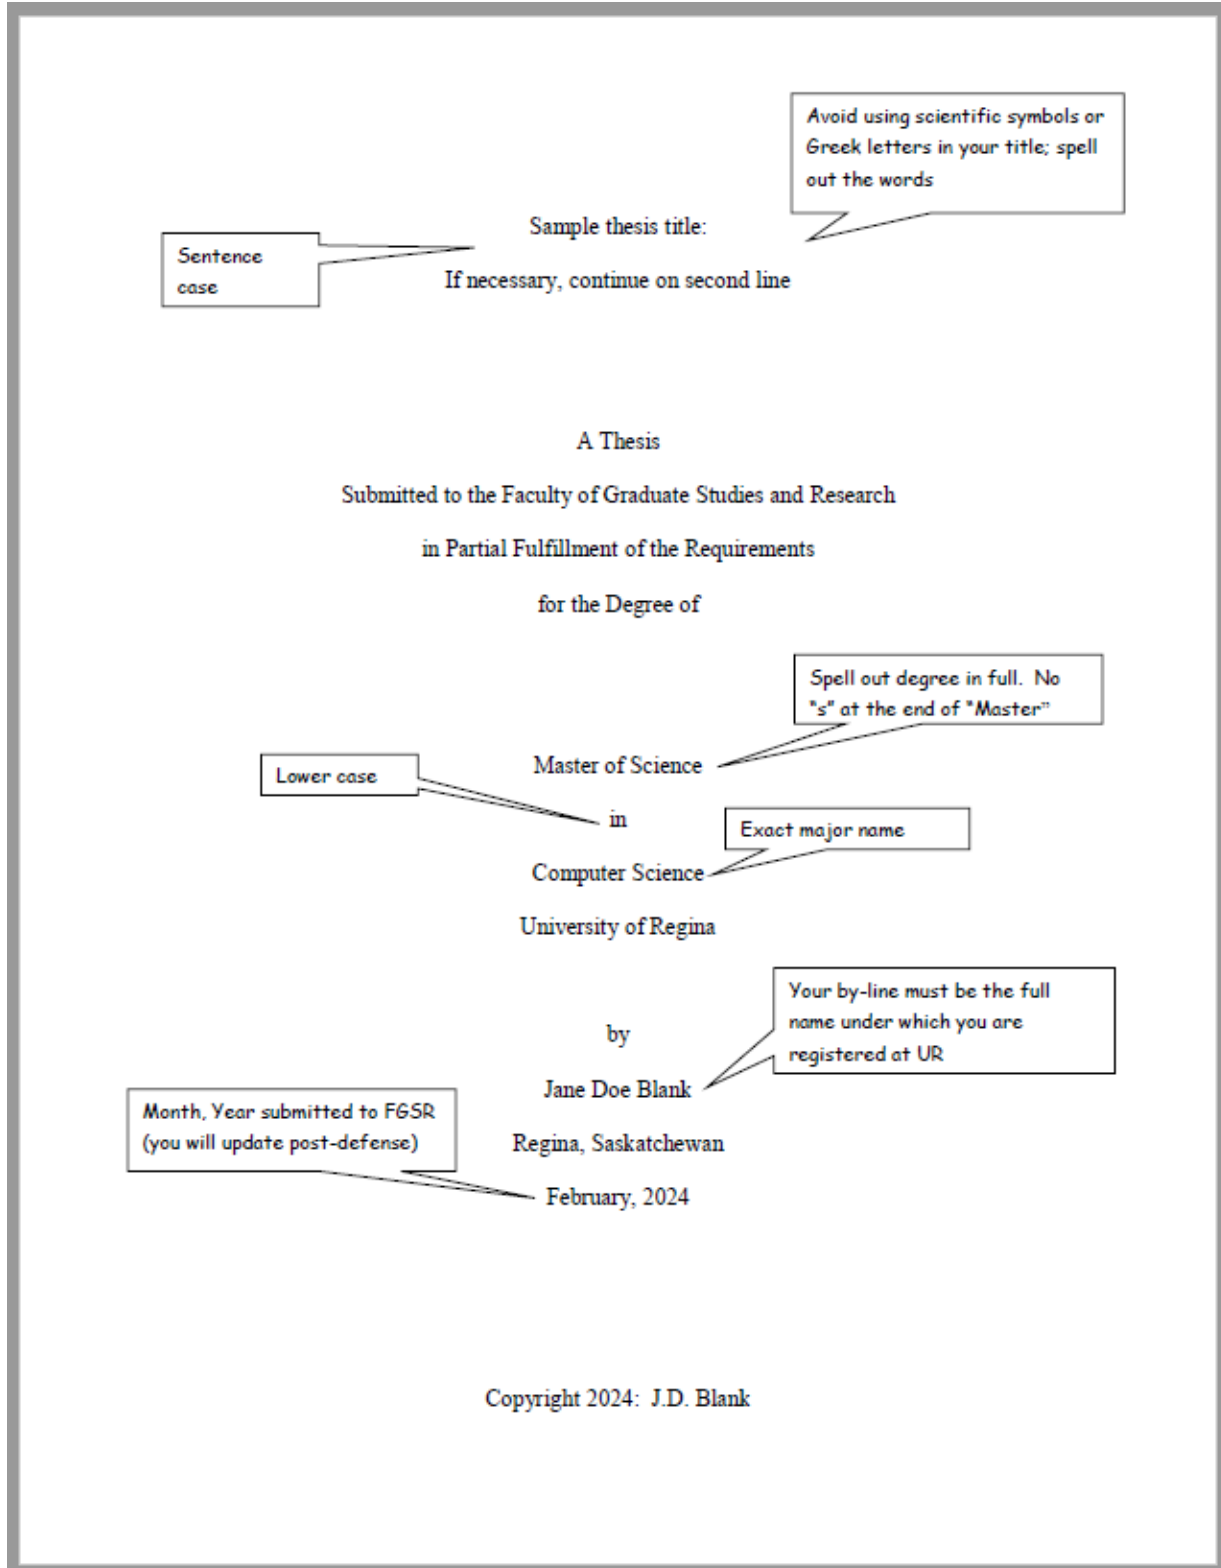 Avoid using scientific symbols or
Greek letters in your title; spell
out the words
Sample thesis title:
Sentence
case
If necessary, continue on second line
A Thesis
Submitted to the Faculty of Graduate Studies and Research
in Partial Fulfillment of the Requirements
for the Degree of
Spell out degree in full.  No
"s" at the end of "Master"
Master of Science
Lower case
in
Exact major name
Computer Science
University of Regina
Your by-line must be the full
name under which you are
registered at UR
by
Jane Doe Blank
Month, Year submitted to FGSR
(you will update post-defense)
Regina, Saskatchewan
February, 2024
Copyright 2024:  J.D. Blank